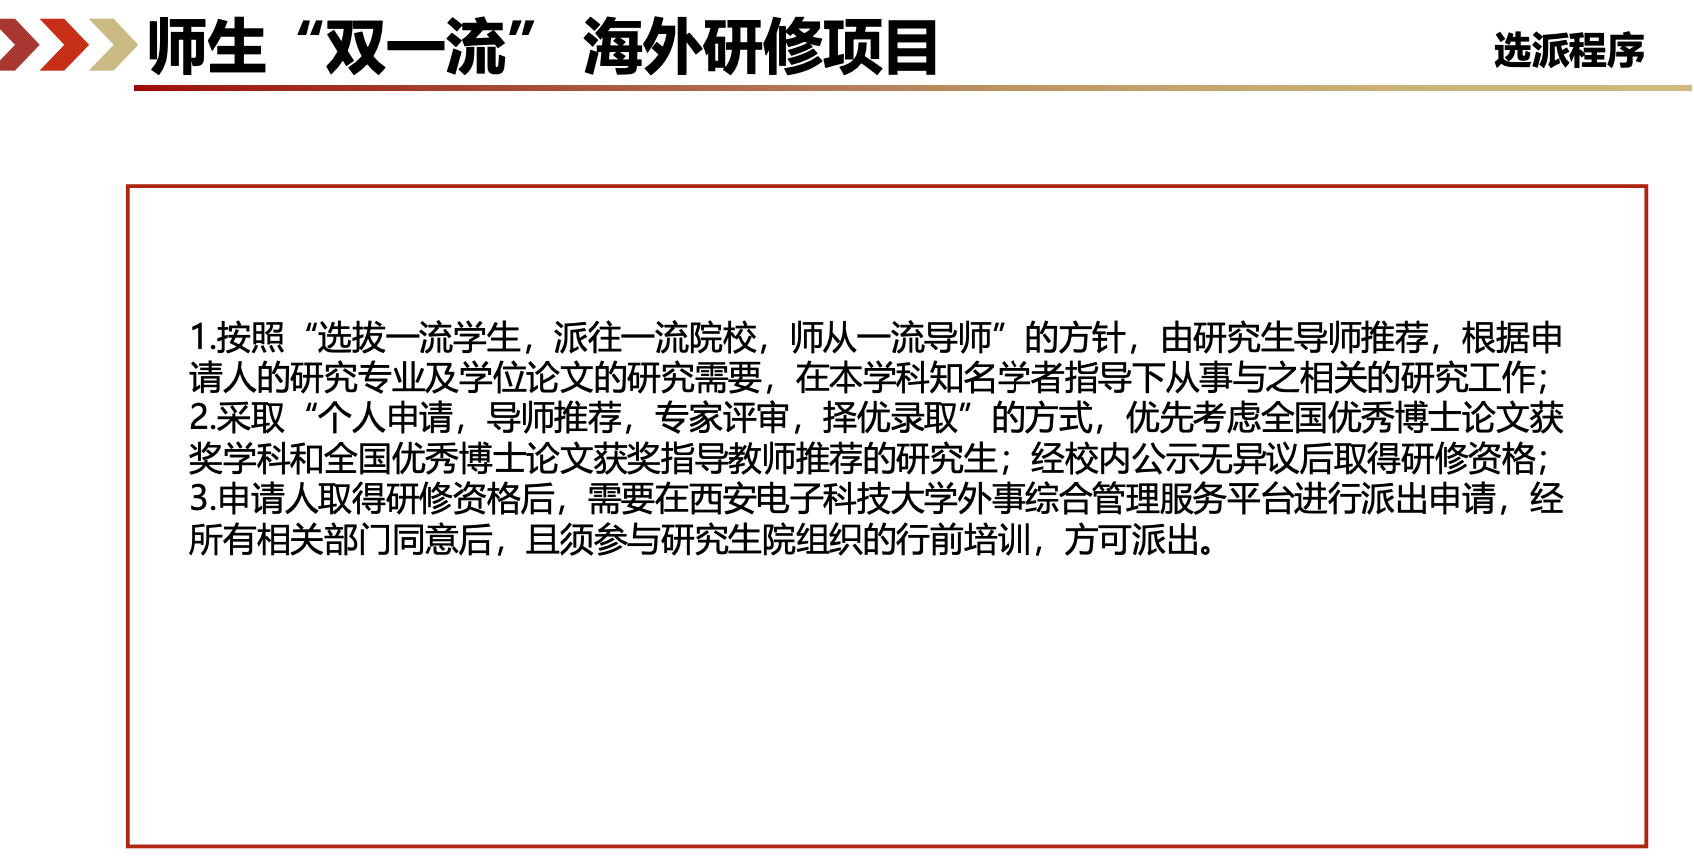 师生“双一流” 海外研修项目
选派程序
1.按照“选拔一流学生，派往一流院校，师从一流导师”的方针，由研究生导师推荐，根据申
请人的研究专业及学位论文的研究需要，在本学科知名学者指导下从事与之相关的研究工作；
2.采取“个人申请，导师推荐，专家评审，择优录取”的方式，优先考虑全国优秀博士论文获
奖学科和全国优秀博士论文获奖指导教师推荐的研究生；经校内公示无异议后取得研修资格；
3.申请人取得研修资格后，需要在西安电子科技大学外事综合管理服务平台进行派出申请，经
所有相关部门同意后，且须参与研究生院组织的行前培训，方可派出。